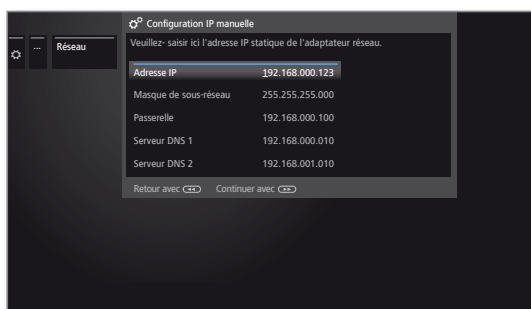 Configuration IP manuelle
... Réseau
Veuillez- saisir ici l'adresse IP statique de l'adaptateur réseau.
Adresse IP 192.168.000.123
Masque de sous-réseau 255.255.255.000
Passerelle 192.168.000.100
Serveur DNS 1 192.168.000.010
Serveur DNS 2 192.168.001.010
Retour avec Continuer avec